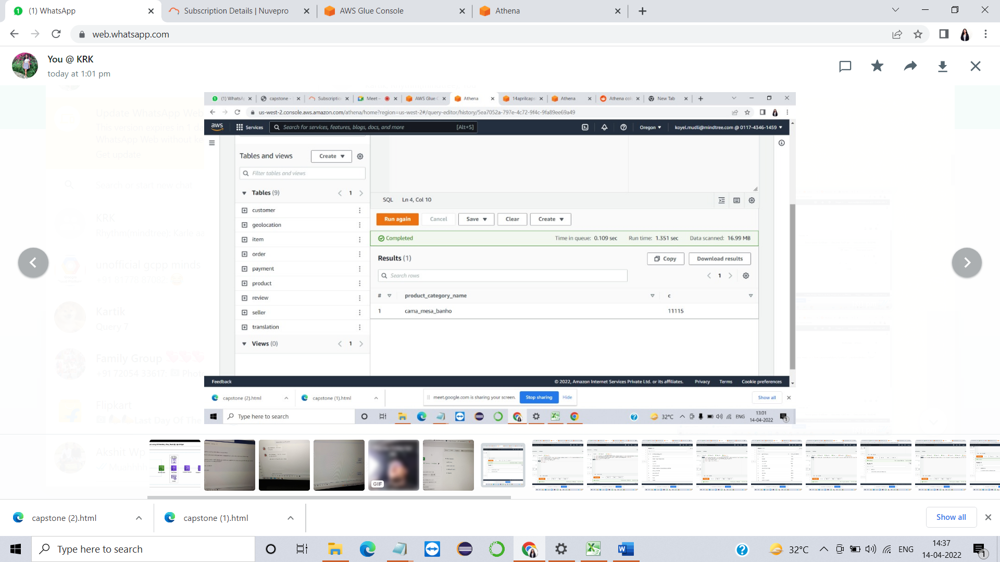 (1) WhatsApp
Subscription Details | Nuvepro
AWS Glue Console
Athena
web.whatsapp.com
You @ KRK
today at 1:01 pm
Update WhatsApp Web
This version expires in 1 da
WhatsApp Web without ke
Get update
Search or start new chat
KRK
Rhythm(mindtree): Karle aa
unofficial gcpp minds
+91 81778 07082:
Kartik
Query 7
Family Group
+91 72054 33617: Photo
Flipkart
Last Day Of The
Akshit Wp
Muahhhh
(1) WhatsA
capstone -
Subscription
Meet –
AWS Glue C
Athena
14aprilcaps
Athena
Athena col
New Tab
us-west-2.console.aws.amazon.com/athena/home?region=us-west-2#/query-editor/history/5ea7052a-797e-4c72-9f4c-9fa89ee69a49
aws
Services
Search for services, features, blogs, docs, and more
[Alt+S]
Oregon
koyel.mudli@mindtree.com @ 0117-4346-1459
Tables and views
Create
Filter tables and views
Tables (9)
1
customer
geolocation
item
order
payment
product
review
seller
translation
Views (0)
1
SQL
Ln 4, Col 10
Run again
Cancel
Save
Clear
Create
Completed
Time in queue: 0.109 sec
Run time: 1.351 sec
Data scanned: 16.99 MB
Results (1)
Copy
Download results
Search rows
1
#
product_category_name
c
1
cama_mesa_banho
11115
Feedback
© 2022, Amazon Internet Services Private Ltd. or its affiliates.
Privacy
Terms
Cookie preferences
capstone (2).html
capstone (1).html
meet.google.com is sharing your screen.
Stop sharing
Hide
Show all
Type here to search
32°C
ENG
13:01
14-04-2022
1
GIF
capstone (2).html
capstone (1).html
Show all
Type here to search
32°C
ENG
14:37
14-04-2022
1